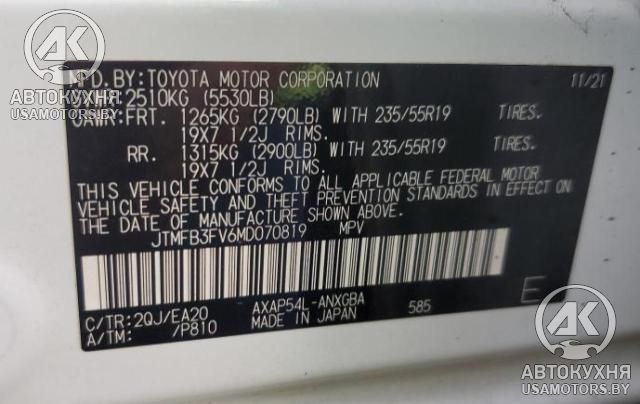 АК
АВТОКУХНЯ
USAMOTORS.BY
MFD.BY:TOYOTA MOTOR CORPORATION 11/21
GVWR:2510KG (5530LB)
GAWR:FRT. 1265KG (2790LB) WITH 235/55R19 TIRES.
19X7 1/2J RIMS.
RR. 1315KG (2900LB) WITH 235/55R19 TIRES.
19X7 1/2J RIMS.
THIS VEHICLE CONFORMS TO ALL APPLICABLE FEDERAL MOTOR
VEHICLE SAFETY AND THEFT PREVENTION STANDARDS IN EFFECT ON
THE DATE OF MANUFACTURE SHOWN ABOVE.
JTMFB3FV6MD070819 MPV
C/TR:2QJ/EA20 AXAP54L-ANXGBA 585 E
A/TM: /P810 MADE IN JAPAN
АК
АВТОКУХНЯ
USAMOTORS.BY